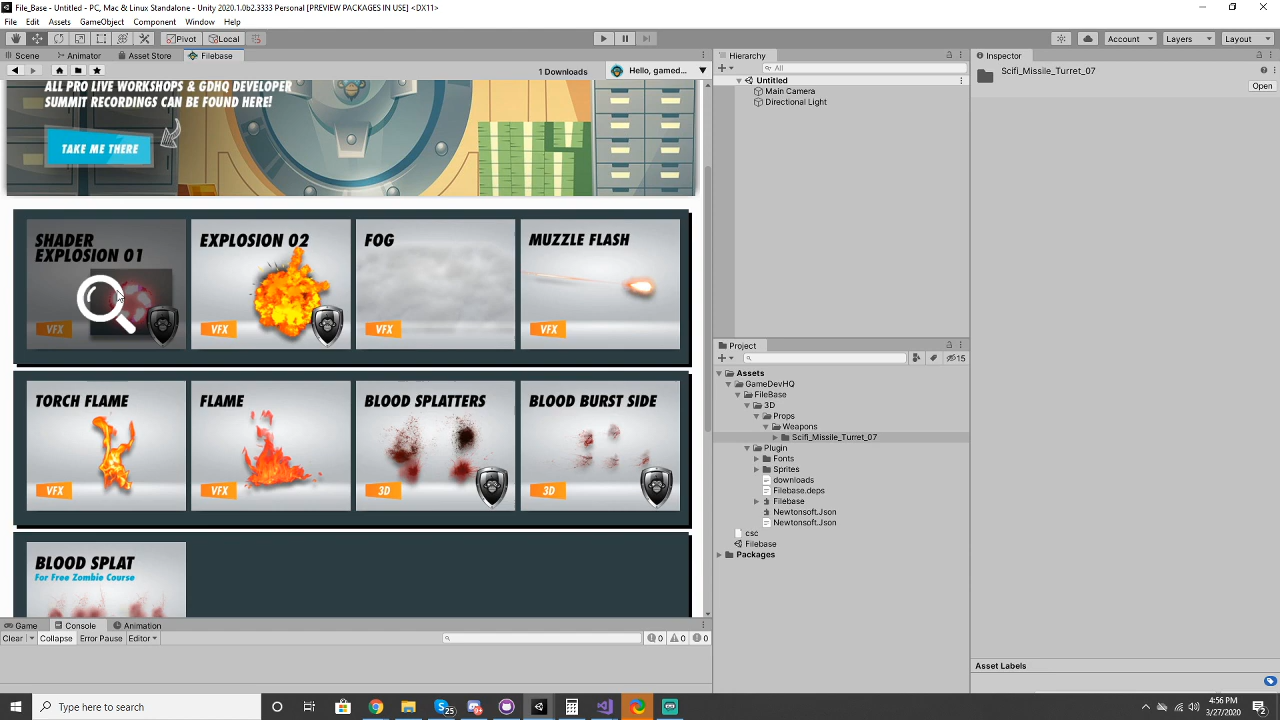 File_Base - Untitled - PC, Mac & Linux Standalone - Unity 2020.1.0b2.3333 Personal [PREVIEW PACKAGES IN USE] <DX11>
File Edit Assets GameObject Component Window Help
Pivot Local Account Layers Layout
Scene Animator Asset Store Filebase
1 Downloads Hello, gamed...
ALL PRO LIVE WORKSHOPS & GDHQ DEVELOPER
SUMMIT RECORDINGS CAN BE FOUND HERE!
TAKE ME THERE
SHADER
EXPLOSION 01
VFX
EXPLOSION 02
VFX
FOG
VFX
MUZZLE FLASH
VFX
TORCH FLAME
VFX
FLAME
VFX
BLOOD SPLATTERS
3D
BLOOD BURST SIDE
3D
BLOOD SPLAT
For Free Zombie Course
Game Console Animation
Clear Collapse Error Pause Editor
0 0 0
Hierarchy
All
Untitled
Main Camera
Directional Light
Project
15
Assets
GameDevHQ
FileBase
3D
Props
Weapons
Scifi_Missile_Turret_07
Plugin
Fonts
Sprites
downloads
Filebase.deps
Filebase
Newtonsoft.Json
Newtonsoft.Json
csc
Filebase
Packages
Inspector
Scifi_Missile_Turret_07
Open
Asset Labels
Type here to search
25
4:56 PM
3/27/2020
2